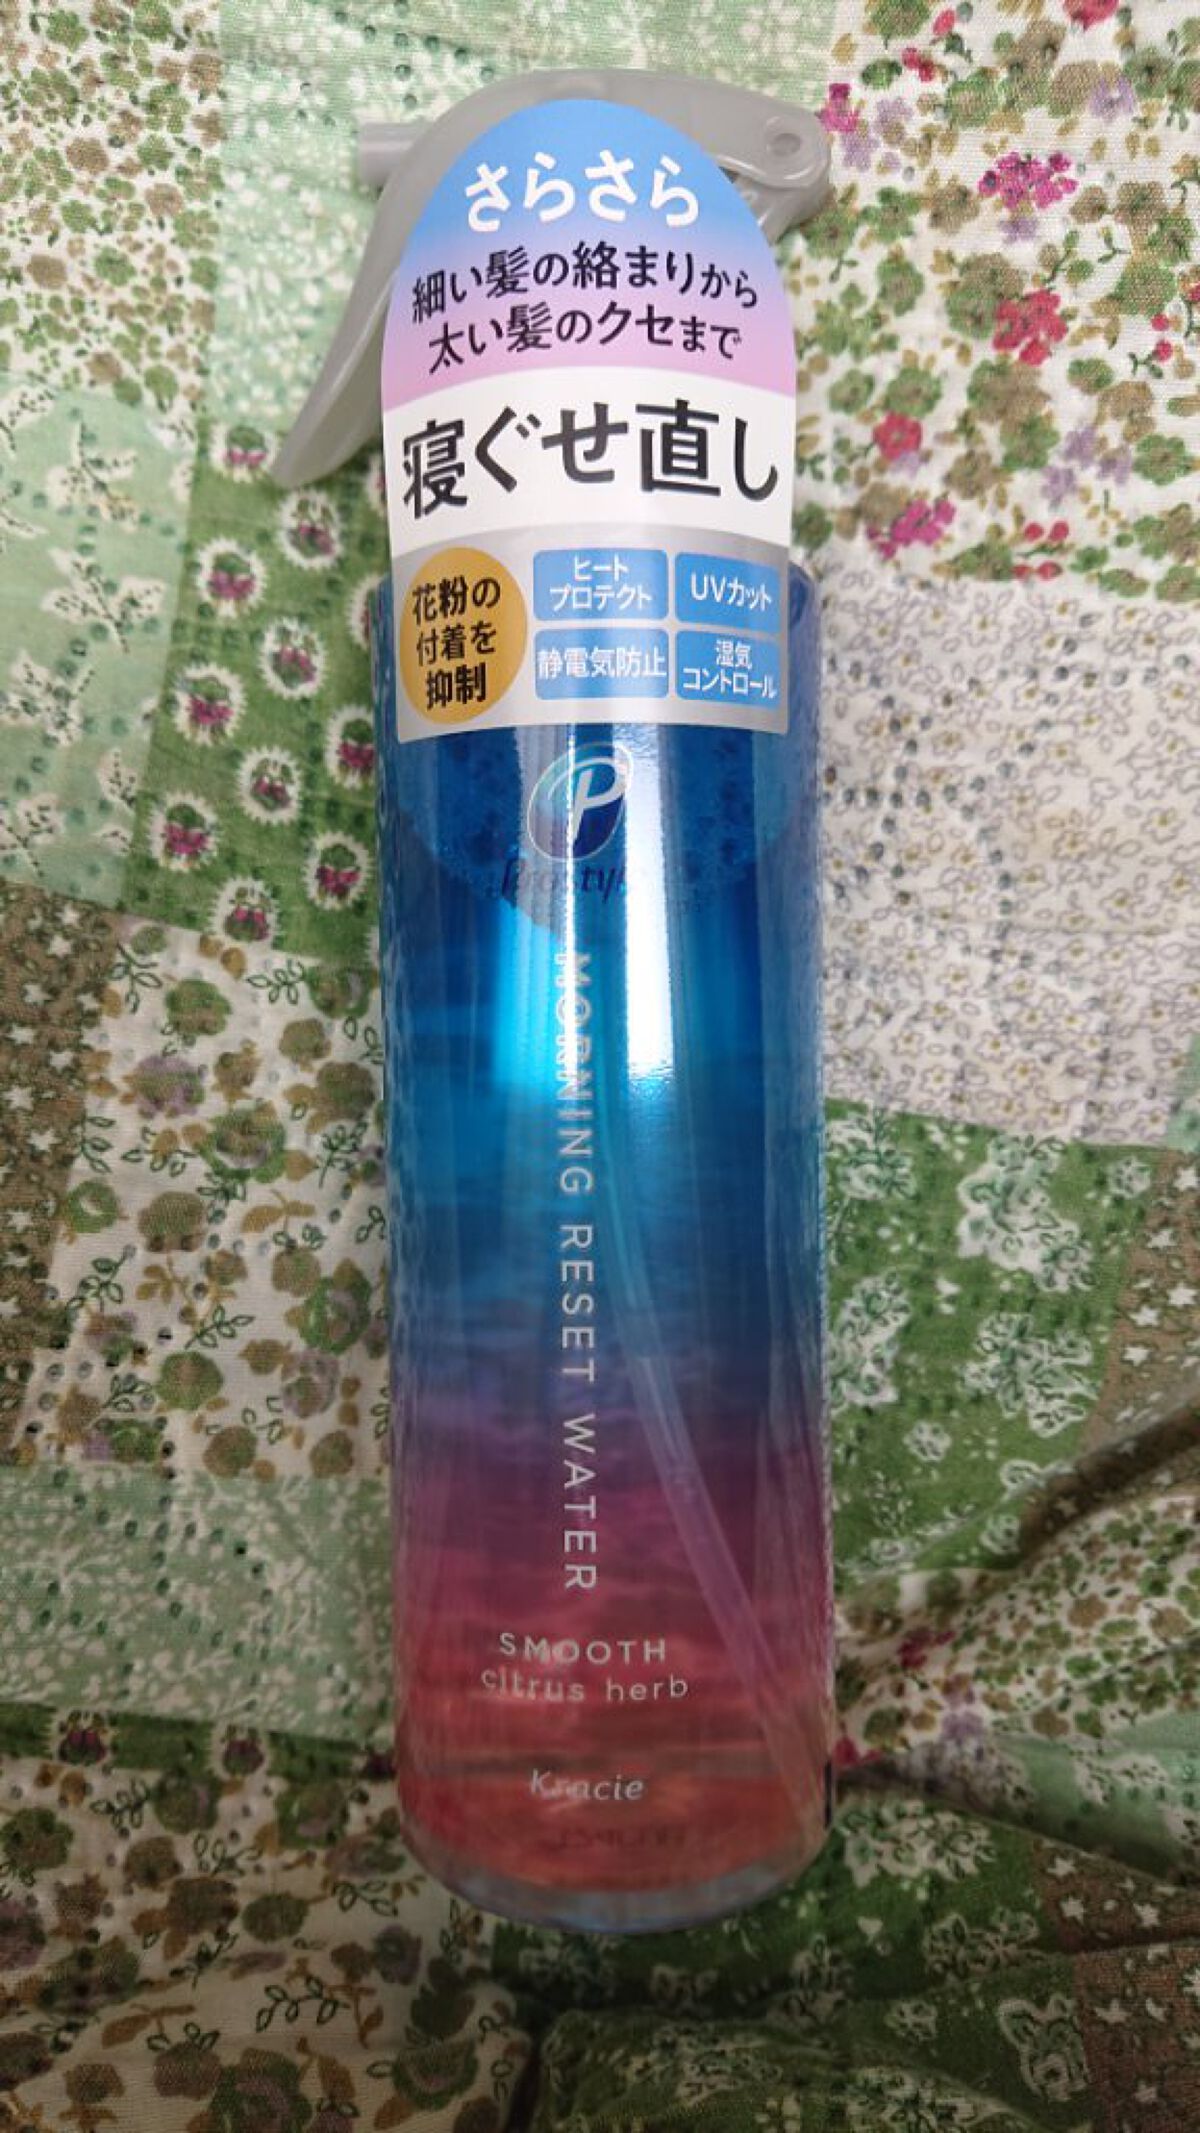 さらさら
細い髪の絡まりから
太い髪のクセまで
寝ぐせ直し
花粉の
付着を
抑制
ヒート
プロテクト
UVカット
静電気防止
湿気
コントロール
P
MORNING RESET WATER
SMOOTH
citrus herb
Kracie